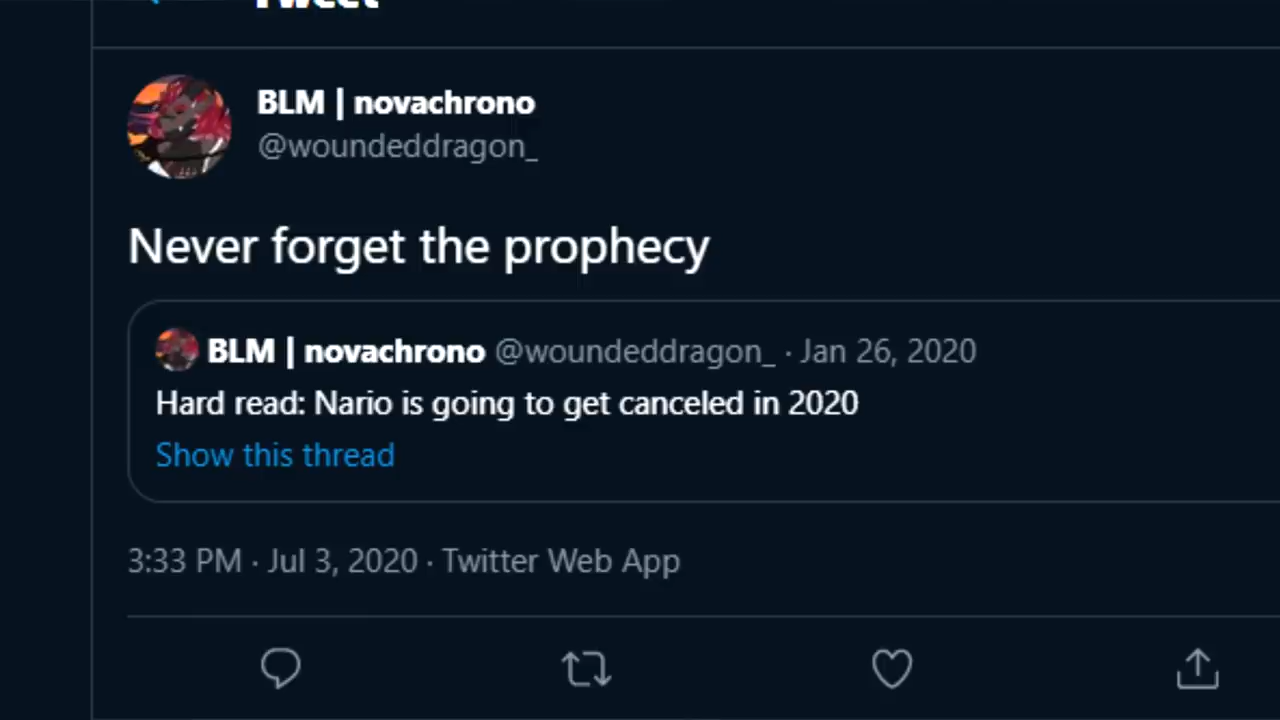 Tweet
BLM | novachrono
@woundeddragon_
Never forget the prophecy
BLM | novachrono @woundeddragon_ · Jan 26, 2020
Hard read: Nario is going to get canceled in 2020
Show this thread
3:33 PM · Jul 3, 2020 · Twitter Web App